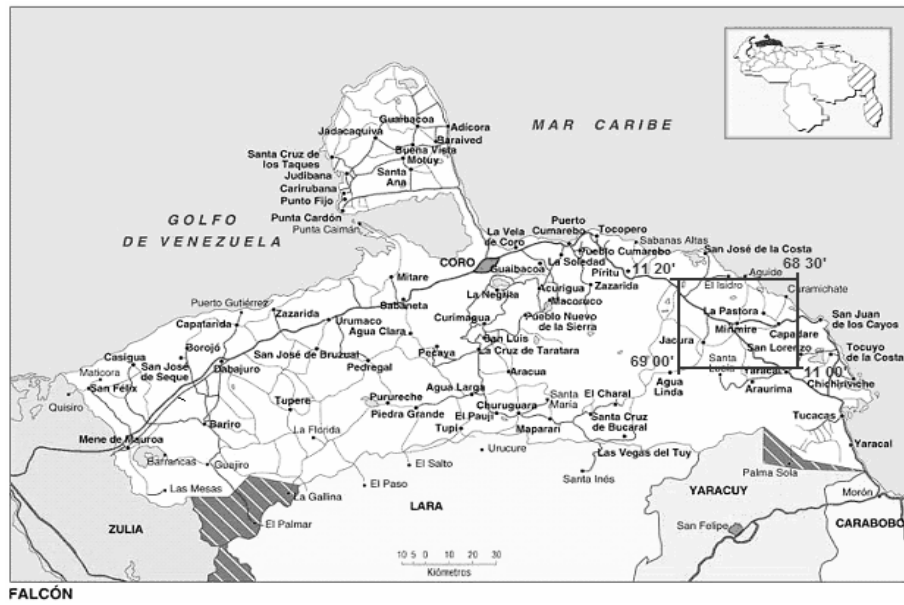 MAR CARIBE
Guaibacoa
Jadacaquiva
Adícora
Baraived
Buena Vista
Moruy
Santa Cruz de
los Taques
Judibana
Santa
Ana
Carirubana
Punto Fijo
Punta Cardón
Punta Caimán
GOLFO
DE VENEZUELA
Puerto
Cumarebo
Tocopero
La Vela
de Coro
Pueblo Cumarebo
Sabanas Altas
San José de la Costa
68 30'
CORO
Guaibacoa
La Soledad
Píritu
11 20'
Aguide
Mitare
Acurigua
Zazarida
El Isidro
Curamichate
La Negrita
Macoruco
Puerto Gutiérrez
Babaneta
Zazarida
Capatarida
Urumaco
Curimagua
Pueblo Nuevo
de la Sierra
La Pastora
Mirimire
San Juan
de los Cayos
Agua Clara
San Luis
Jacura
Capadare
Borojó
Casigua
San José de Bruzual
Pecaya
La Cruz de Taratara
San Lorenzo
Tocuyo
de la Costa
Maticora
San José
de Seque
Dabajuro
Pedregal
Aracua
69 00'
Santa
Lucía
Yaracal
11 00'
San Félix
Agua
Linda
Araurima
Chichiriviche
Quisiro
Tupere
Purureche
Agua Larga
Santa
María
El Charal
Piedra Grande
Churuguara
El Paují
Santa Cruz
de Bucaral
Tucacas
Bariro
La Florida
Tupí
Maparari
Mene de Mauroa
Yaracal
Barrancas
Guajiro
El Salto
Urucure
Las Vegas del Tuy
Palma Sola
Las Mesas
La Gallina
El Paso
Santa Inés
YARACUY
Morón
ZULIA
El Palmar
LARA
San Felipe
CARABOBO
10 5 0 10 20 30
Kiómetros
FALCÓN